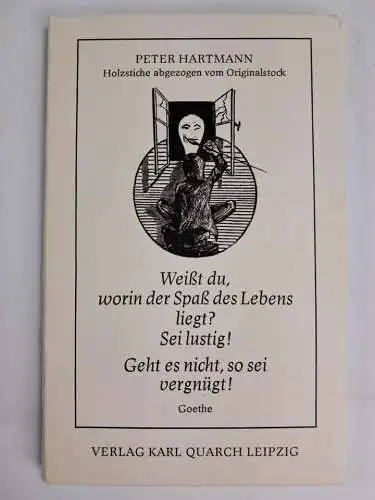 PETER HARTMANN
Holzstiche abgezogen vom Originalstock
Weißt du,
worin der Spaß des Lebens
liegt?
Sei lustig!
Geht es nicht, so sei
vergnügt!
Goethe
VERLAG KARL QUARCH LEIPZIG